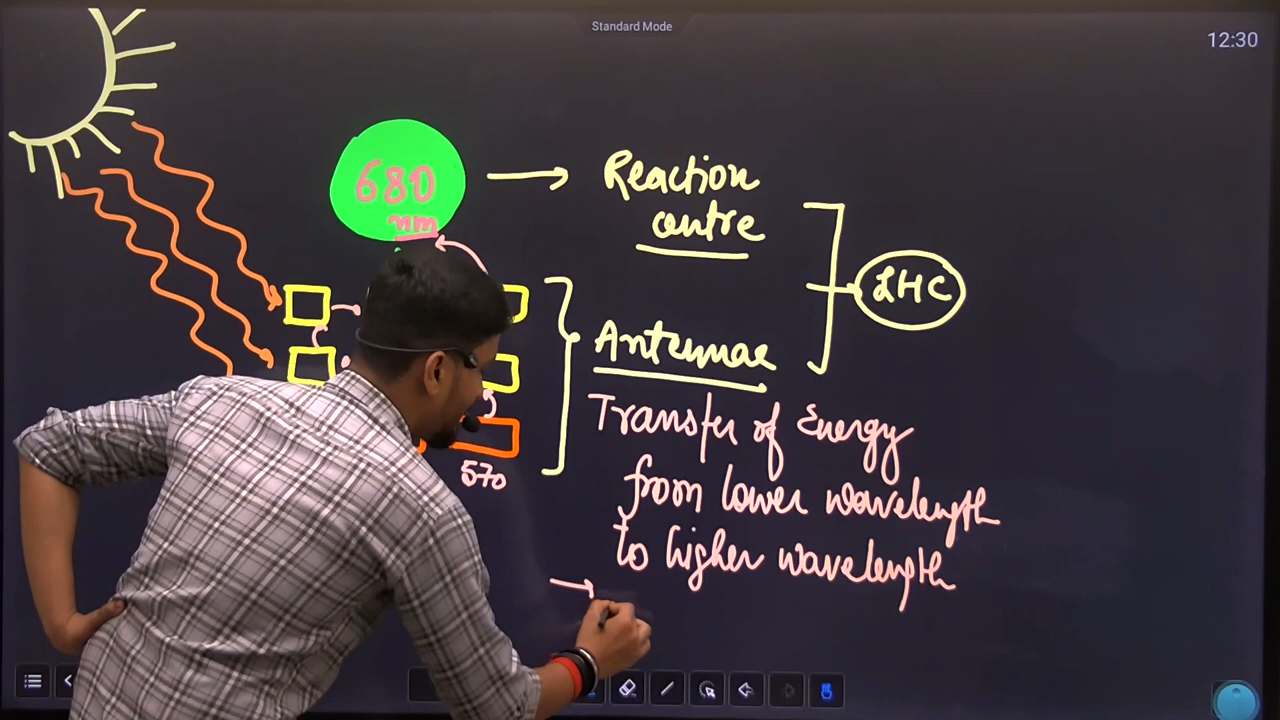 Standard Mode
12:30
680
nm
Reaction
centre
LHC
Antennae
Transfer of Energy
from lower wavelength
to higher wavelength
570